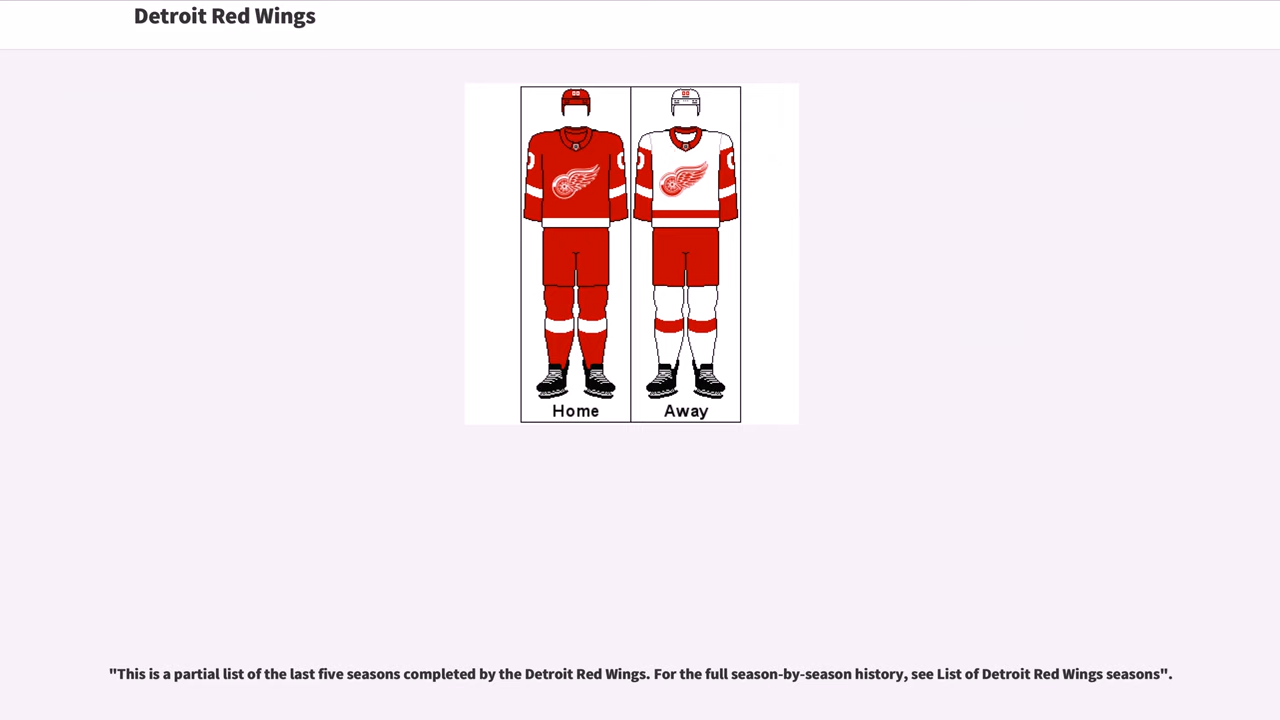 Detroit Red Wings
Home
Away
"This is a partial list of the last five seasons completed by the Detroit Red Wings. For the full season-by-season history, see List of Detroit Red Wings seasons".